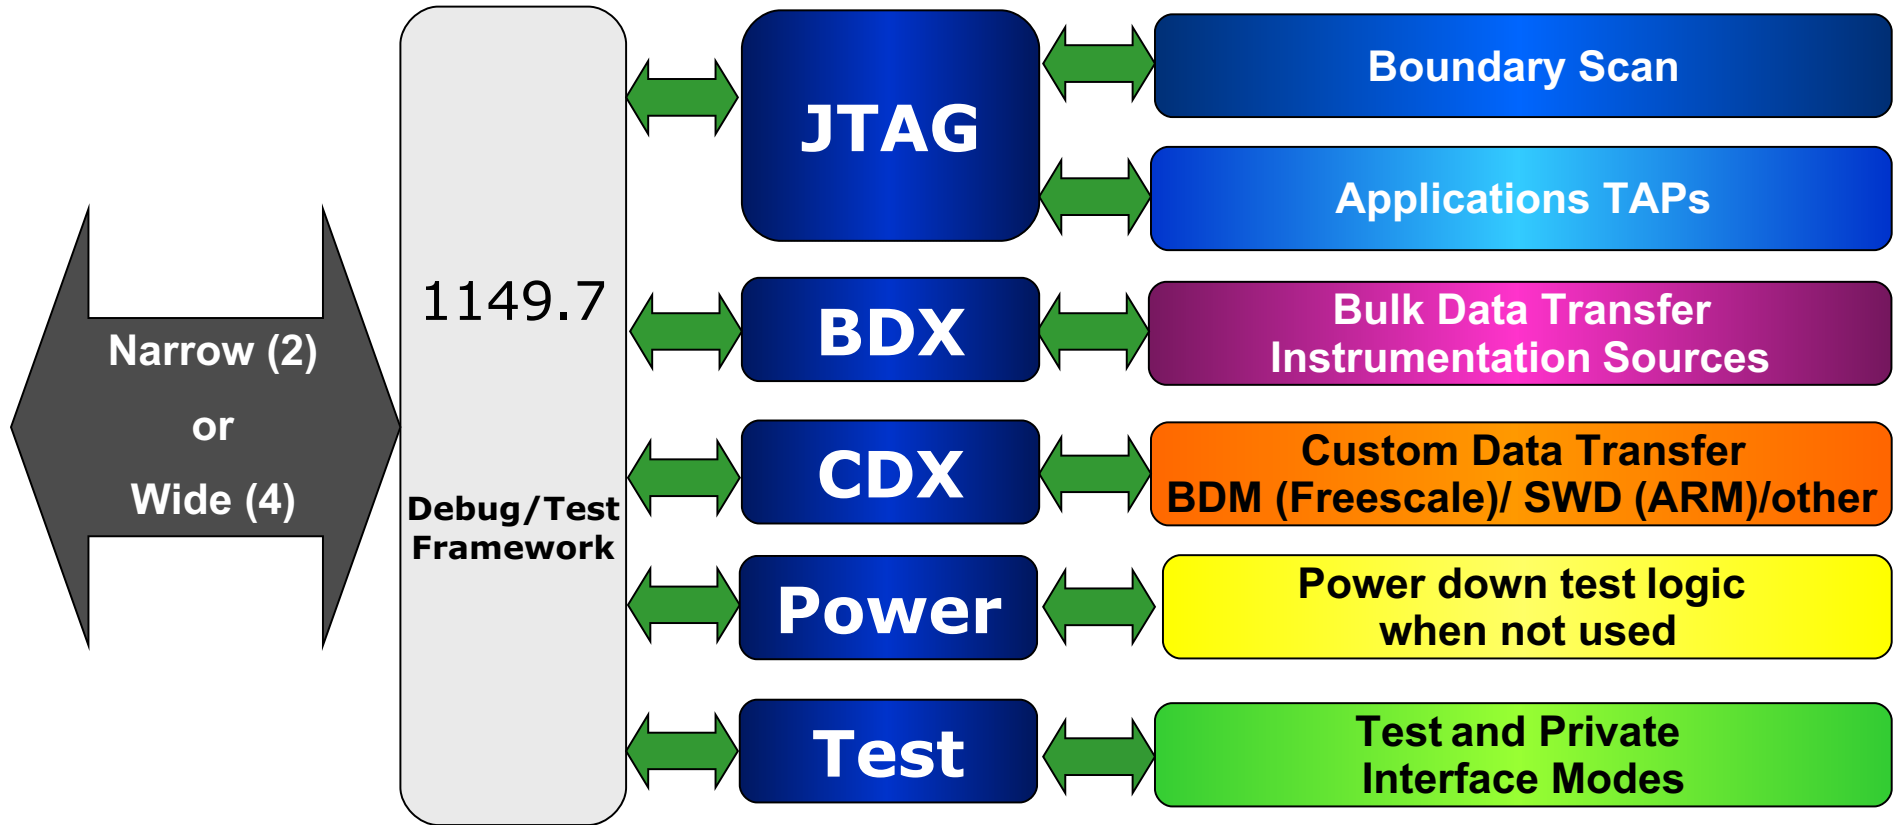 Narrow (2)
or
Wide (4)
1149.7
Debug/Test
Framework
JTAG
Boundary Scan
Applications TAPs
BDX
Bulk Data Transfer
Instrumentation Sources
CDX
Custom Data Transfer
BDM (Freescale)/ SWD (ARM)/other
Power
Power down test logic
when not used
Test
Test and Private
Interface Modes